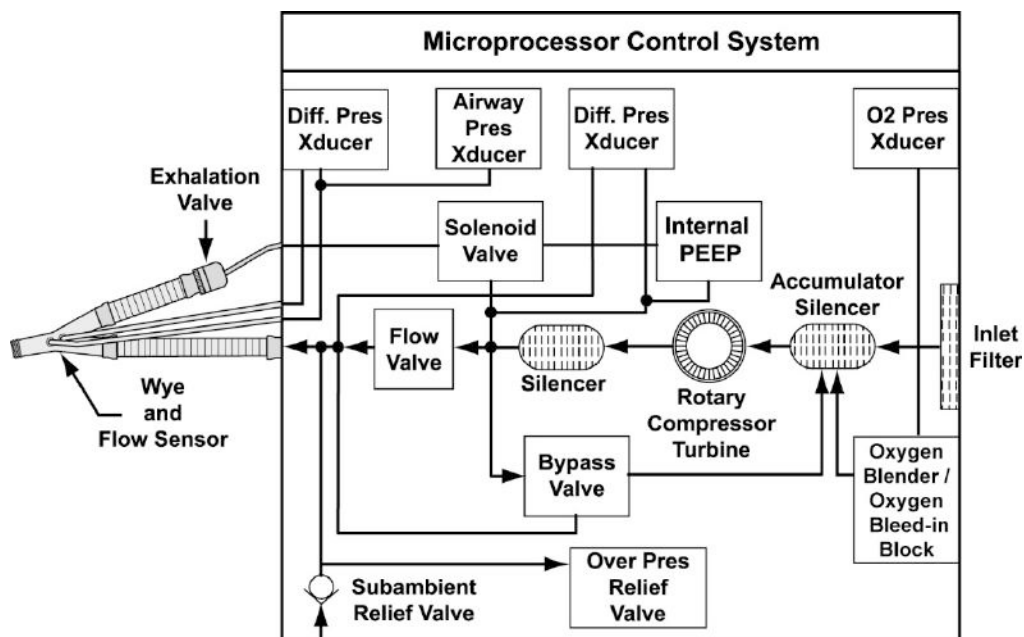 Microprocessor Control System
Diff. Pres
Xducer
Airway
Pres
Xducer
Diff. Pres
Xducer
O2 Pres
Xducer
Exhalation
Valve
Solenoid
Valve
Internal
PEEP
Accumulator
Silencer
Flow
Valve
Silencer
Rotary
Compressor
Turbine
Inlet
Filter
Wye
and
Flow Sensor
Bypass
Valve
Oxygen
Blender /
Oxygen
Bleed-in
Block
Subambient
Relief Valve
Over Pres
Relief
Valve